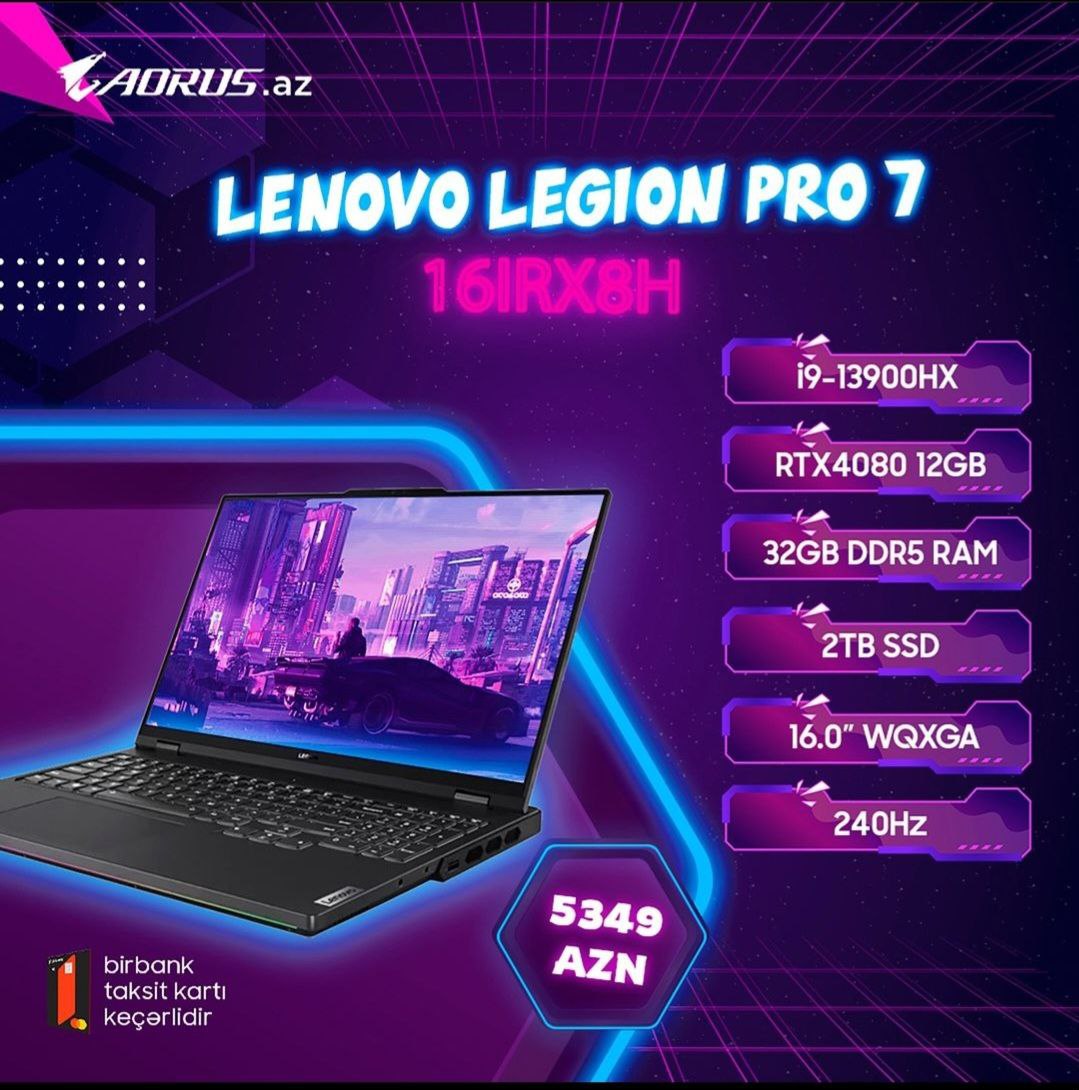 AORUS.az
LENOVO LEGION PRO 7
16IRX8H
i9-13900HX
RTX4080 12GB
32GB DDR5 RAM
2TB SSD
16.0” WQXGA
240Hz
Lenovo
5349
AZN
birbank
taksit kartı
keçərlidir